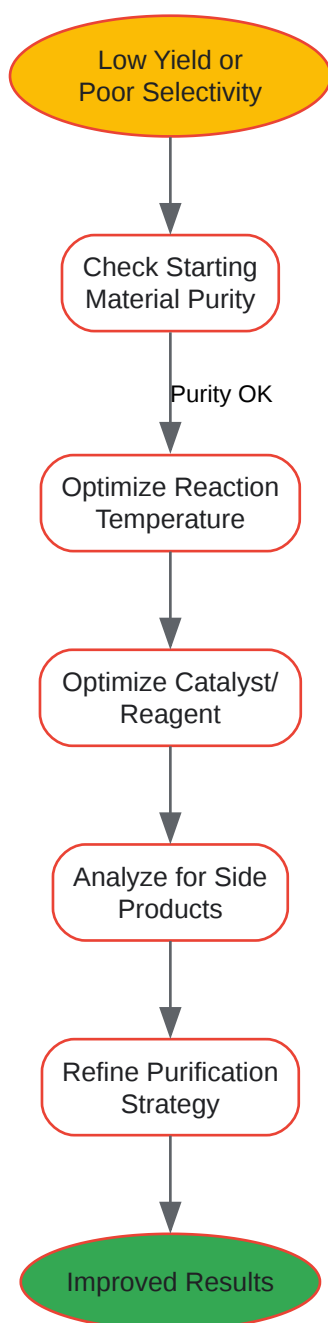 Low Yield or
Poor Selectivity
Check Starting
Material Purity
Purity OK
Optimize Reaction
Temperature
Optimize Catalyst/
Reagent
Analyze for Side
Products
Refine Purification
Strategy
Improved Results